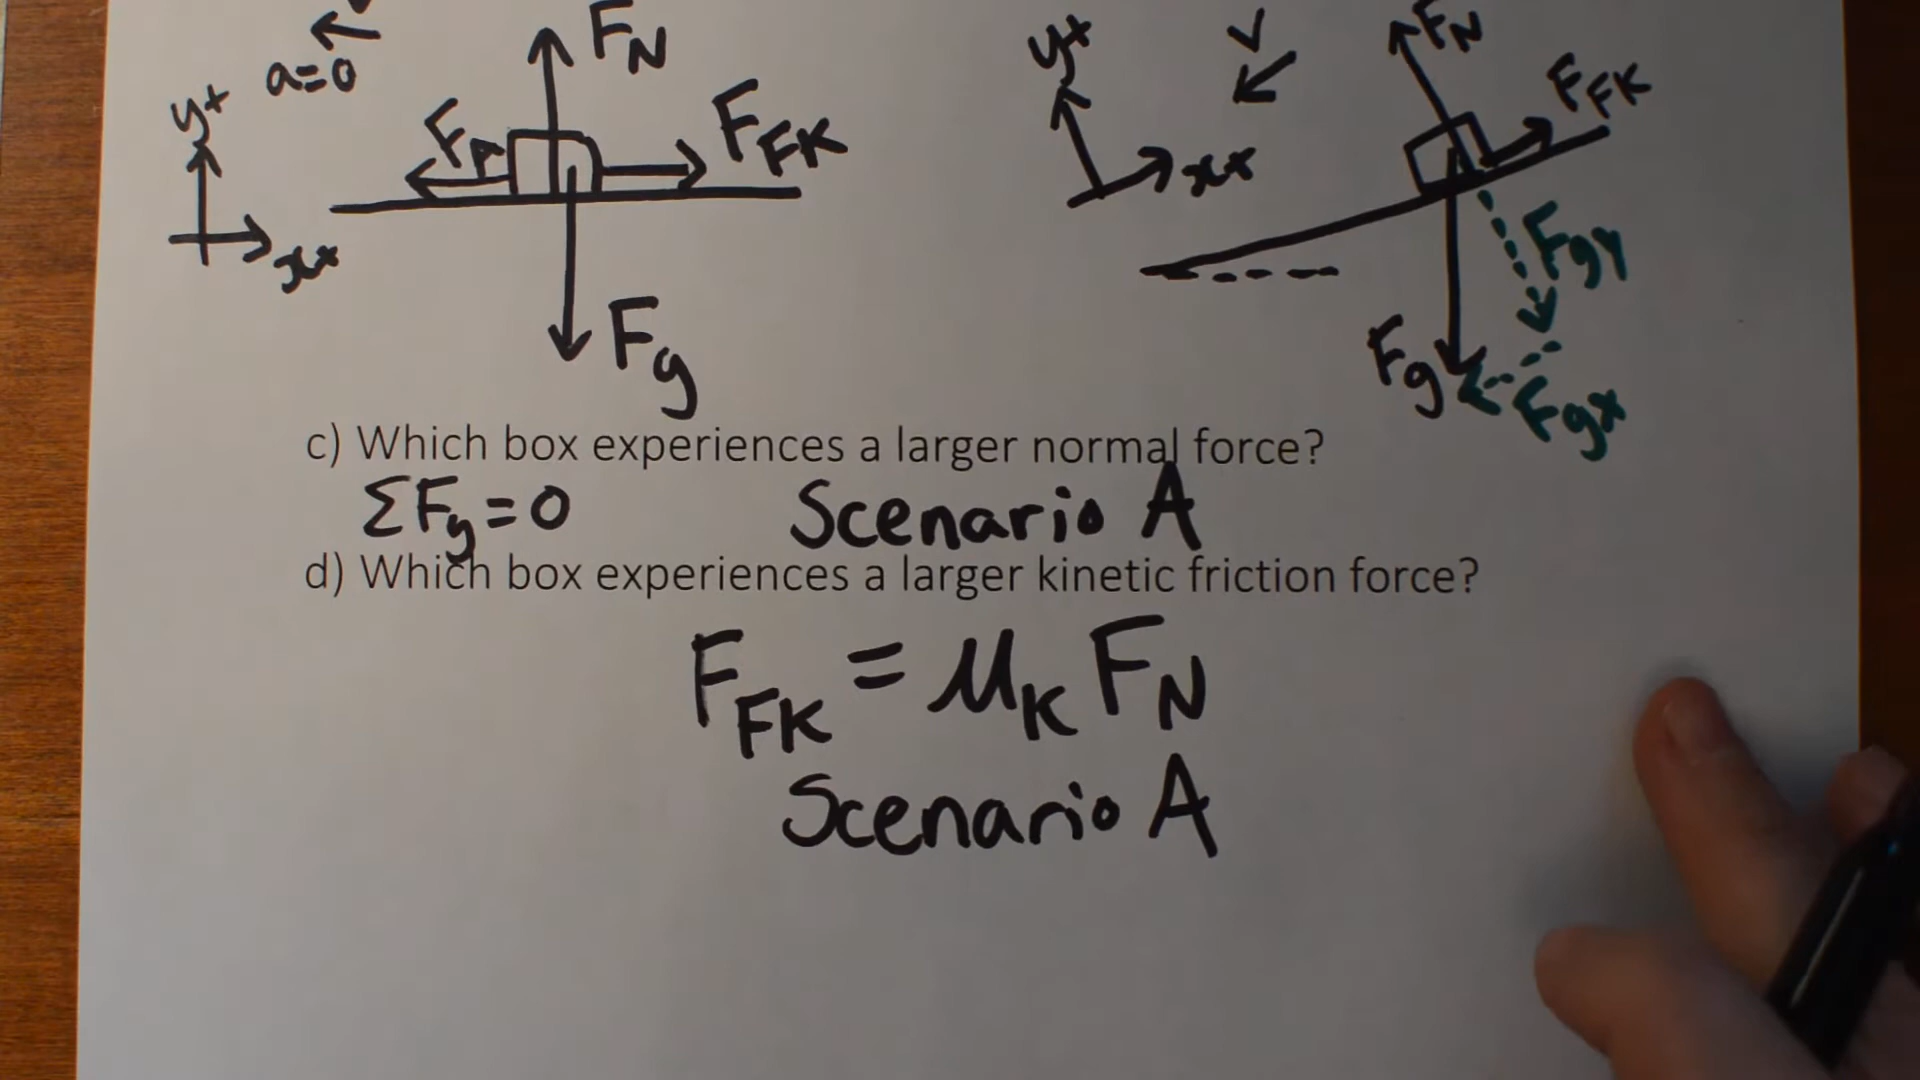 a=0
y+
x+
FN
FA
FFK
Fg
y+
x+
v
FN
FFK
Fgy
Fg
Fgx
c) Which box experiences a larger normal force?
ΣFy=0 Scenario A
d) Which box experiences a larger kinetic friction force?
FFK = μK FN
Scenario A